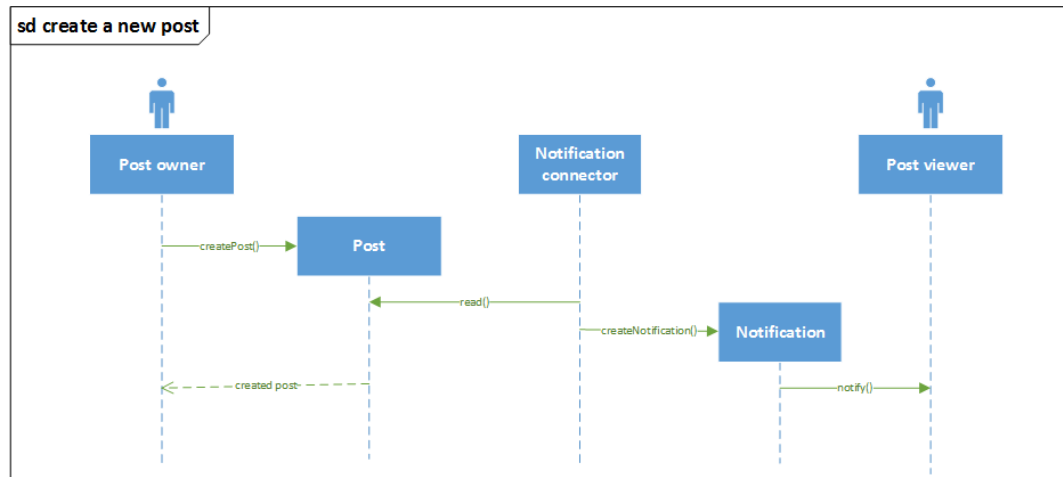 sd create a new post
Post owner
Notification
connector
Post viewer
createPost()
Post
read()
createNotification()
Notification
created post
notify()